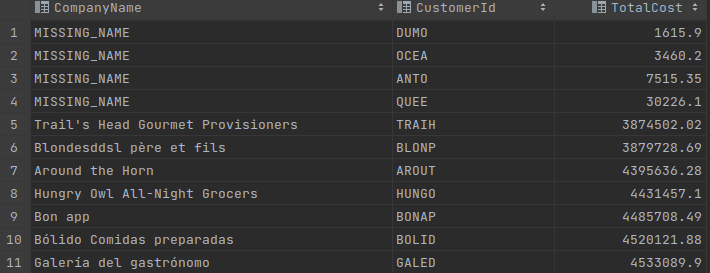 CompanyName CustomerId TotalCost
1 MISSING_NAME DUMO 1615.9
2 MISSING_NAME OCEA 3460.2
3 MISSING_NAME ANTO 7515.35
4 MISSING_NAME QUEE 30226.1
5 Trail's Head Gourmet Provisioners TRAIH 3874502.02
6 Blondesddsl père et fils BLONP 3879728.69
7 Around the Horn AROUT 4395636.28
8 Hungry Owl All-Night Grocers HUNGO 4431457.1
9 Bon app BONAP 4485708.49
10 Bólido Comidas preparadas BOLID 4520121.88
11 Galería del gastrónomo GALED 4533089.9